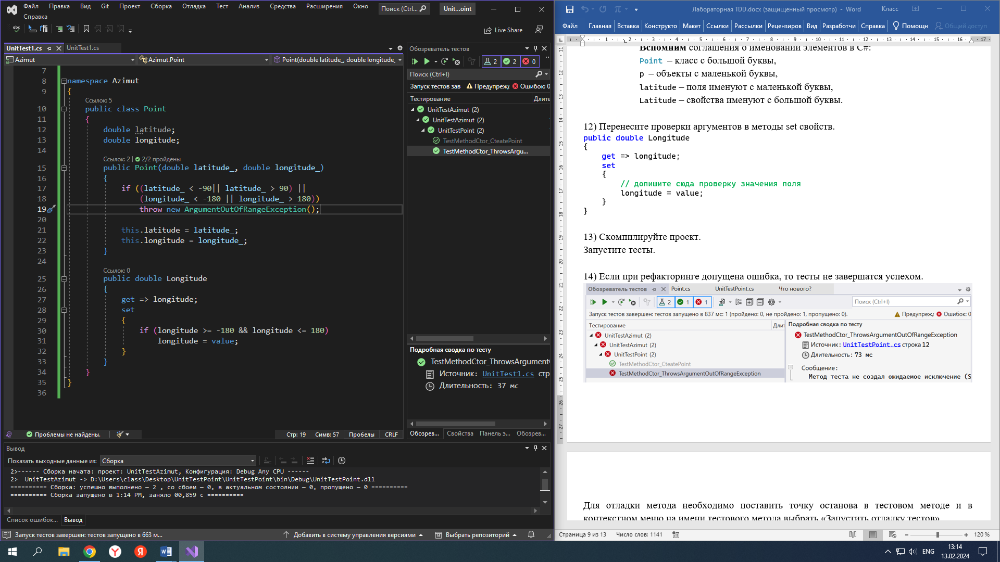 Файл Правка Вид Git Проект Сборка Отладка Тест Анализ Средства Расширения Окно
Справка
Поиск (Ctrl...
Unit...oint
Live Share
UnitTest1.cs
UnitTest1.cs
Azimut
Azimut.Point
Point(double latitude_, double longitude_
7
8 namespace Azimut
9 {
Ссылок: 5
10 public class Point
11 {
12 double latitude;
13 double longitude;
14
Ссылок: 2 | 2/2 пройдены
15 public Point(double latitude_, double longitude_)
16 {
17 if ((latitude_ < -90|| latitude_ > 90) ||
18 (longitude_ < -180 || longitude_ > 180))
19 throw new ArgumentOutOfRangeException();
20
21 this.latitude = latitude_;
22 this.longitude = longitude_;
23 }
24
Ссылок: 0
25 public double Longitude
26 {
27 get => longitude;
28 set
29 {
30 if (longitude >= -180 && longitude <= 180)
31 longitude = value;
32 }
33 }
34 }
35 }
36
Проблемы не найдены.
Стр: 19 Симв: 57 Пробелы CRLF
Обозреватель тестов
2 2 0
Поиск (Ctrl+I)
Запуск тестов зав Предупрежд Ошибок: 0
Тестирование Длите
UnitTestAzimut (2)
UnitTestAzimut (2)
UnitTestPoint (2)
TestMethodCtor_CteatePoint
TestMethodCtor_ThrowsArgu...
Подробная сводка по тесту
TestMethodCtor_ThrowsArgument
Источник: UnitTest1.cs стр
Длительность: 37 мс
Обозрев... Свойства Панель э... Обозрев...
Вывод
Показать выходные данные из: Сборка
2>------ Сборка начата: проект: UnitTestAzimut, Конфигурация: Debug Any CPU ------
2> UnitTestAzimut -> D:\Users\class\Desktop\UnitTestPoint\UnitTestPoint\bin\Debug\UnitTestPoint.dll
========== Сборка: успешно выполнено — 2 , со сбоем — 0, в актуальном состоянии — 0, пропущено — 0 ==========
========== Сборка запущено в 1:14 PM, заняло 00,859 с ==========
Список ошибок... Вывод
Запуск тестов завершен: тестов запущено в 663 м...
Добавить в систему управления версиями
Выбрать репозиторий
Лабораторная TDD.docx (защищенный просмотр) - Word
Класс
Файл Главная Вставка Конструкто Макет Ссылки Рассылки Рецензиров Вид Разработчи Справка Помощн Общий доступ
1 2 3 4 5 6 7 8 9 10 11 12 13 14 15 16 17
Вспомним соглашения о именовании элементов в C#:
Point – класс с большой буквы,
p – объекты с маленькой буквы,
latitude – поля именуют с маленькой буквы,
Latitude – свойства именуют с большой буквы.
12) Перенесите проверки аргументов в методы set свойств.
public double Longitude
{
get => longitude;
set
{
// допишите сюда проверку значения поля
longitude = value;
}
}
13) Скомпилируйте проект.
Запустите тесты.
14) Если при рефакторинге допущена ошибка, то тесты не завершатся успехом.
Обозреватель тестов Point.cs UnitTestPoint.cs Что нового?
2 1 1
Поиск (Ctrl+I)
Запуск тестов завершен: тестов запущено в 837 мс: 1 (пройдено: 0, не пройдено: 1, пропущено: 0). Предупрежд Ошибок: 0
Тестирование Длит
UnitTestAzimut (2)
UnitTestAzimut (2)
UnitTestPoint (2)
TestMethodCtor_CteatePoint
TestMethodCtor_ThrowsArgumentOutOfRangeException
Подробная сводка по тесту
TestMethodCtor_ThrowsArgumentOutOfRangeException
Источник: UnitTestPoint.cs строка 12
Длительность: 73 мс
Сообщение:
Метод теста не создал ожидаемое исключение (S
Для отладки метода необходимо поставить точку останова в тестовом методе и в
контекстном меню на имени тестового метода выбрать «Запустить отладку тестов»
Страница 9 из 13 Число слов: 1141
120 %
ENG
13:14
13.02.2024